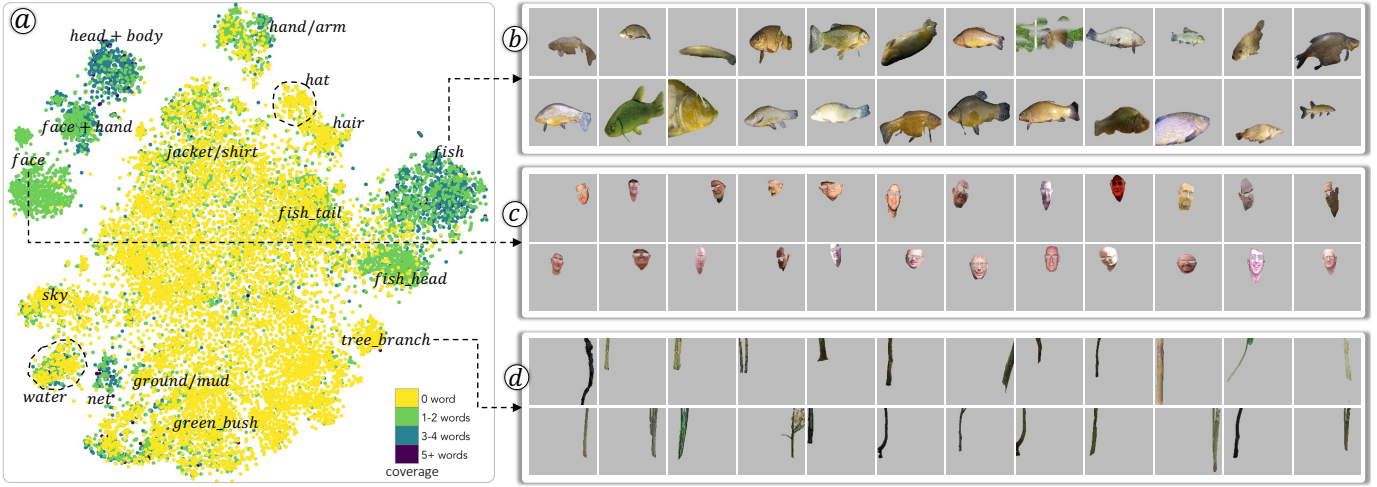 a
head + body
hand/arm
hat
face + hand
hair
jacket/shirt
face
fish
fish_tail
fish_head
sky
tree_branch
ground/mud
water
net
green_bush
0 word
1-2 words
3-4 words
5+ words
coverage
b
c
d